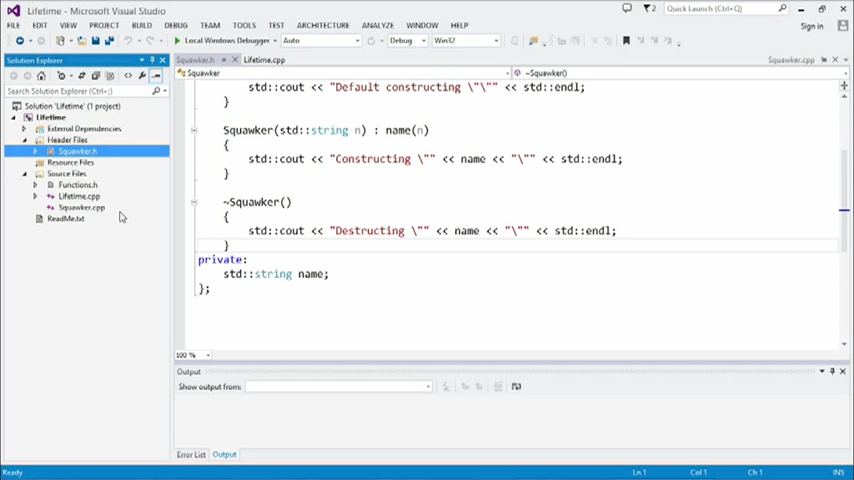 Lifetime - Microsoft Visual Studio
2
Quick Launch (Ctrl+Q)
FILE EDIT VIEW PROJECT BUILD DEBUG TEAM TOOLS TEST ARCHITECTURE ANALYZE WINDOW HELP
Sign in
Local Windows Debugger Auto Debug Win32
Solution Explorer
Squawker.h Lifetime.cpp Squawker.cpp
Squawker ~Squawker()
Search Solution Explorer (Ctrl+;)
Solution 'Lifetime' (1 project)
Lifetime
External Dependencies
Header Files
Squawker.h
Resource Files
Source Files
Functions.h
Lifetime.cpp
Squawker.cpp
ReadMe.txt
std::cout << "Default constructing \"\"" << std::endl;
}
Squawker(std::string n) : name(n)
{
std::cout << "Constructing \"" << name << "\"" << std::endl;
}
~Squawker()
{
std::cout << "Destructing \"" << name << "\"" << std::endl;
}
private:
std::string name;
};
100 %
Output
Show output from:
Error List Output
Ready Ln 1 Col 1 Ch 1 INS